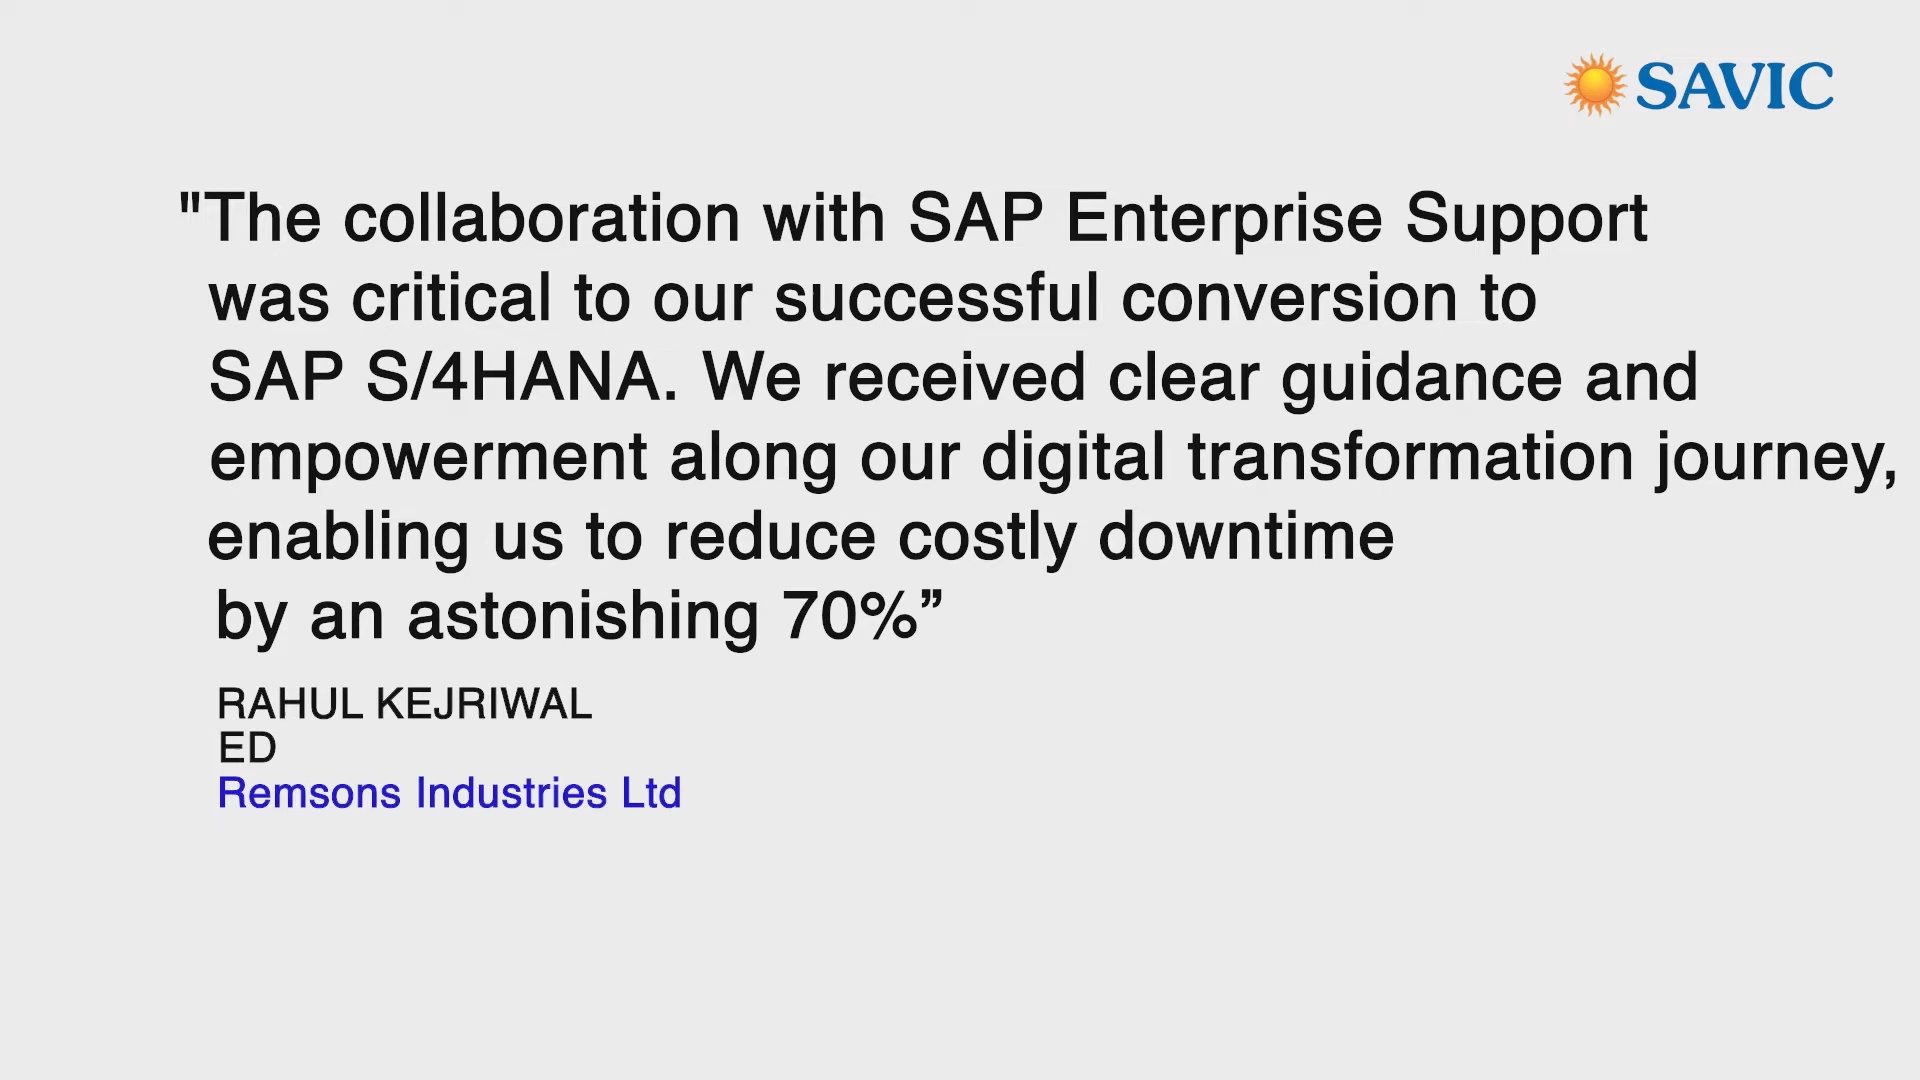 SAVIC
"The collaboration with SAP Enterprise Support
was critical to our successful conversion to
SAP S/4HANA. We received clear guidance and
empowerment along our digital transformation journey,
enabling us to reduce costly downtime
by an astonishing 70%”
RAHUL KEJRIWAL
ED
Remsons Industries Ltd